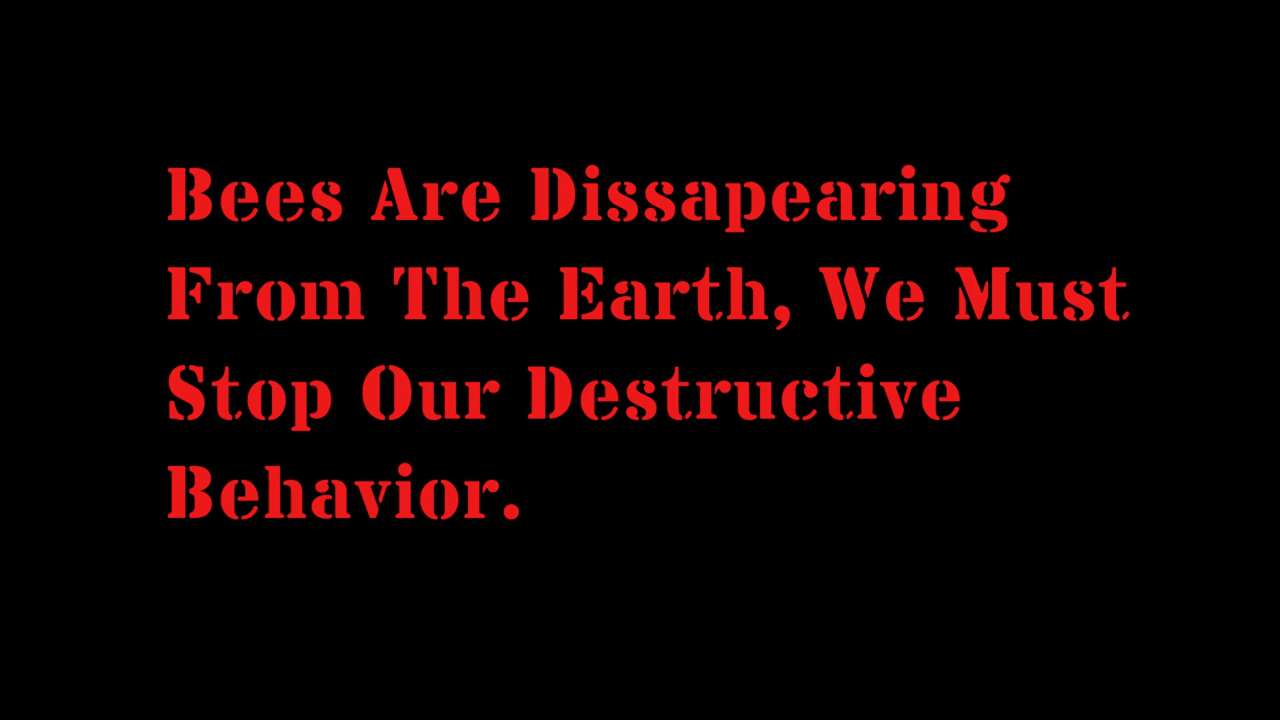 Bees Are Dissapearing
From The Earth, We Must
Stop Our Destructive
Behavior.